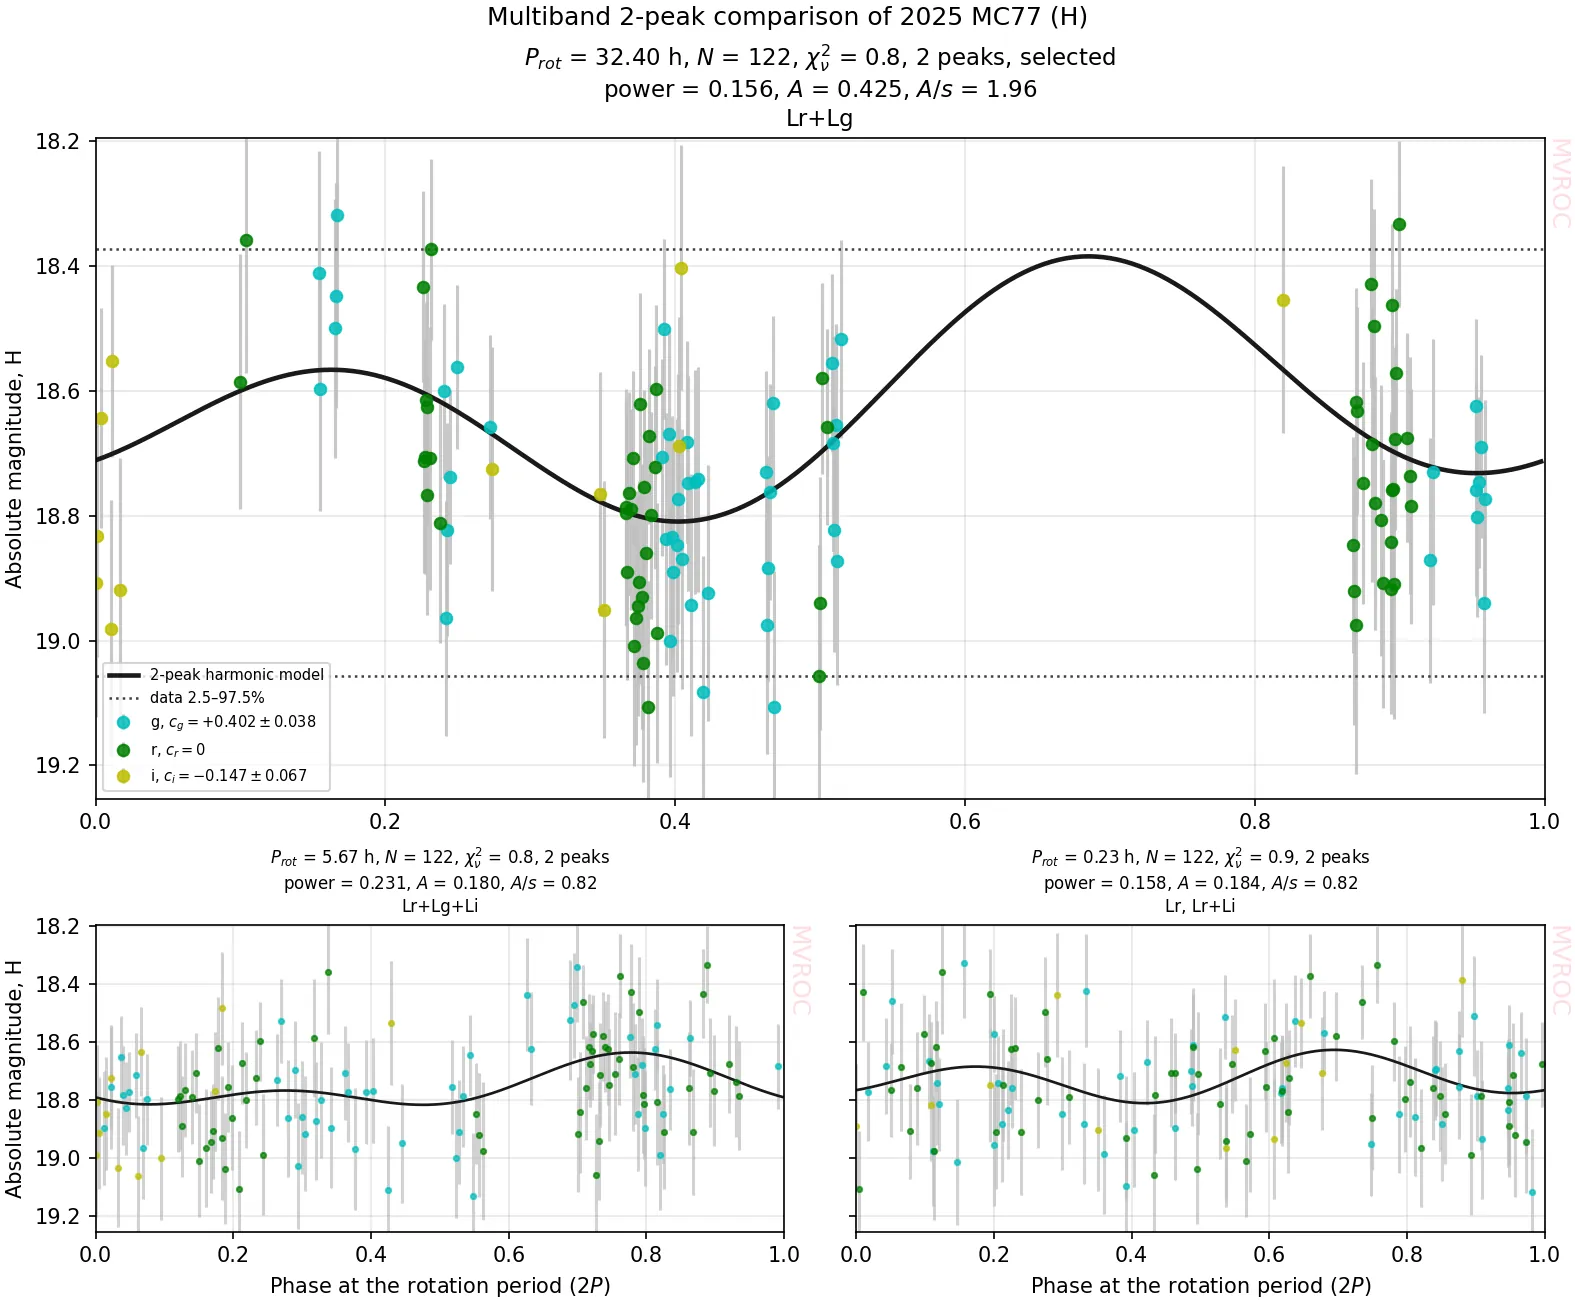 Multiband 2-peak comparison of 2025 MC77 (H)
P_rot = 32.40 h, N = 122, χ²_ν = 0.8, 2 peaks, selected
power = 0.156, A = 0.425, A/s = 1.96
Lr+Lg
18.2
18.4
18.6
18.8
19.0
19.2
Absolute magnitude, H
MVROC
2-peak harmonic model
data 2.5–97.5%
g, c_g = +0.402 ± 0.038
r, c_r = 0
i, c_i = −0.147 ± 0.067
0.0 0.2 0.4 0.6 0.8 1.0
P_rot = 5.67 h, N = 122, χ²_ν = 0.8, 2 peaks
power = 0.231, A = 0.180, A/s = 0.82
Lr+Lg+Li
18.2
18.4
18.6
18.8
19.0
19.2
Absolute magnitude, H
MVROC
0.0 0.2 0.4 0.6 0.8 1.0
Phase at the rotation period (2P)
P_rot = 0.23 h, N = 122, χ²_ν = 0.9, 2 peaks
power = 0.158, A = 0.184, A/s = 0.82
Lr, Lr+Li
MVROC
0.0 0.2 0.4 0.6 0.8 1.0
Phase at the rotation period (2P)